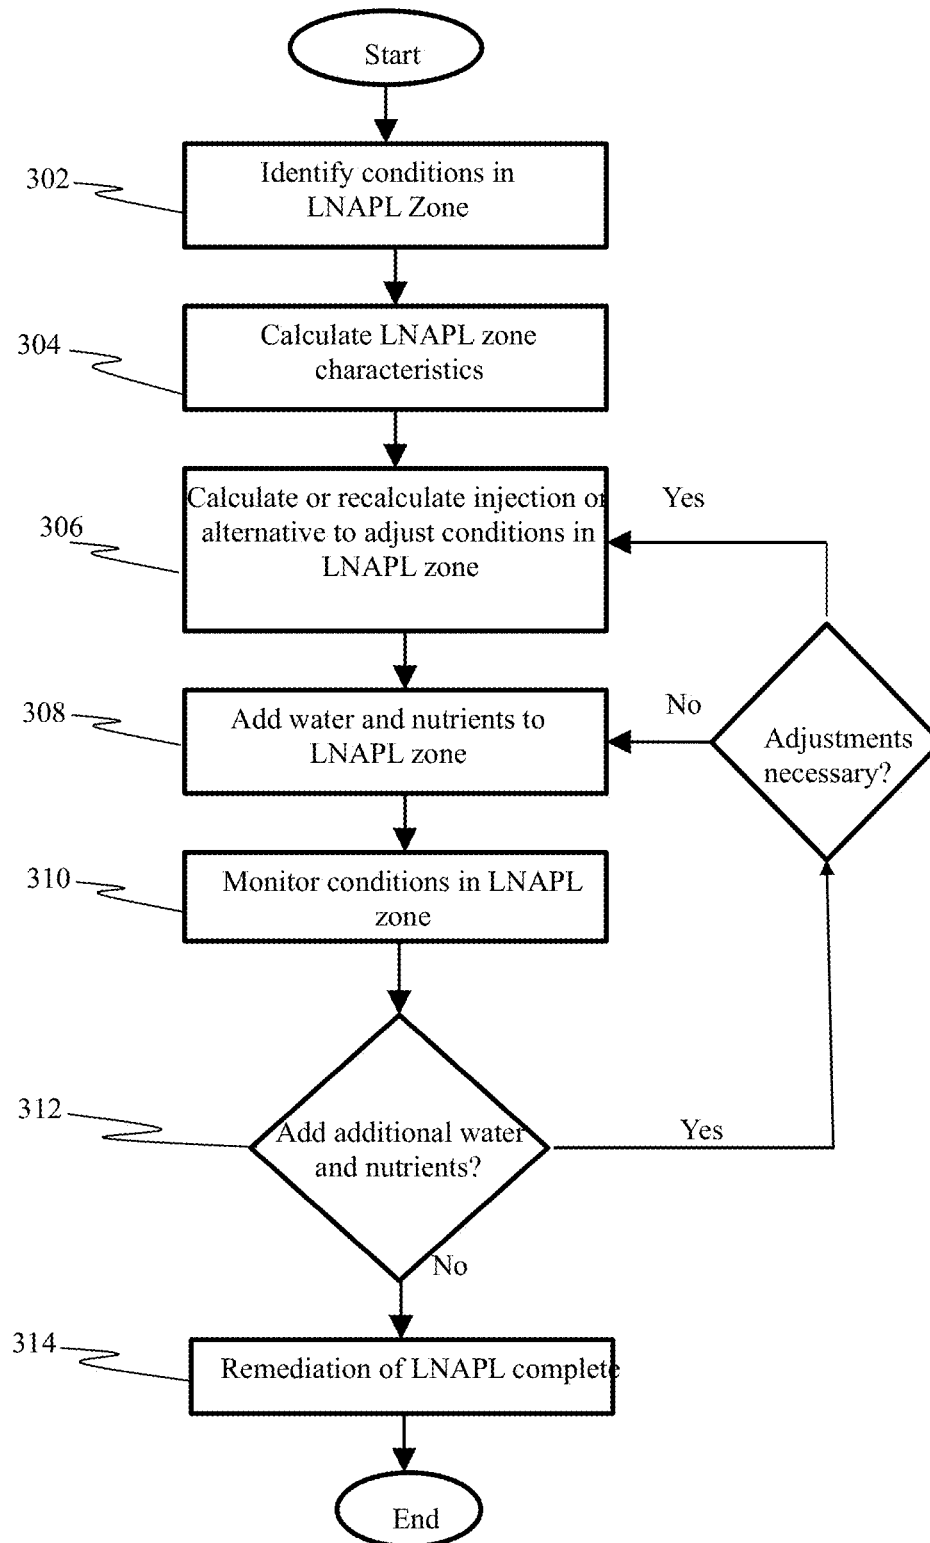 Start
302
Identify conditions in
LNAPL Zone
304
Calculate LNAPL zone
characteristics
306
Calculate or recalculate injection or
alternative to adjust conditions in
LNAPL zone
Yes
308
Add water and nutrients to
LNAPL zone
No
Adjustments
necessary?
310
Monitor conditions in LNAPL
zone
312
Add additional water
and nutrients?
Yes
No
314
Remediation of LNAPL complete
End